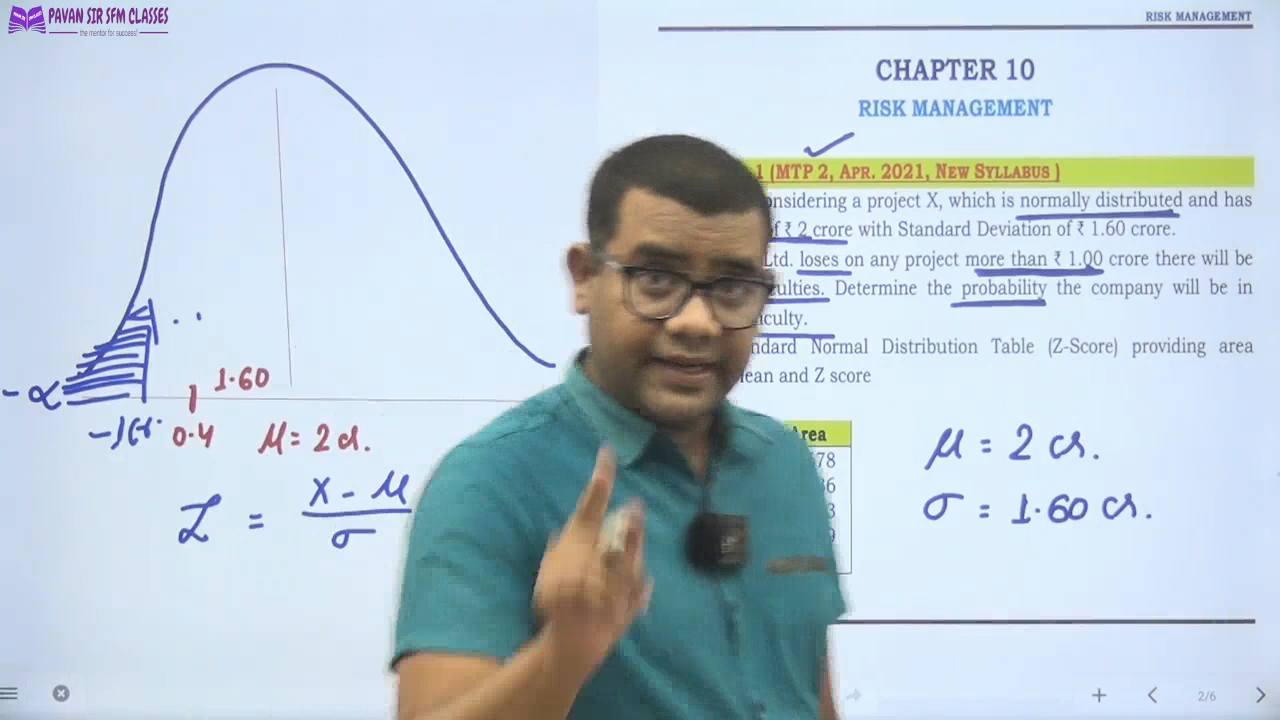 PAVAN SIR SFM CLASSES
the mentor for success!
RISK MANAGEMENT
CHAPTER 10
RISK MANAGEMENT
1 (MTP 2, APR. 2021, NEW SYLLABUS )
a project X, which is normally distributed and has
₹ 2 crore with Standard Deviation of ₹ 1.60 crore.
Ltd. loses on any project more than ₹ 1.00 crore there will be
Determine the probability the company will be in
Normal Distribution Table (Z-Score) providing area
and Z score
Area
1.60
0.4 μ = 2 cr.
Z = x - μ / σ
μ = 2 cr.
σ = 1.60 cr.
2/6